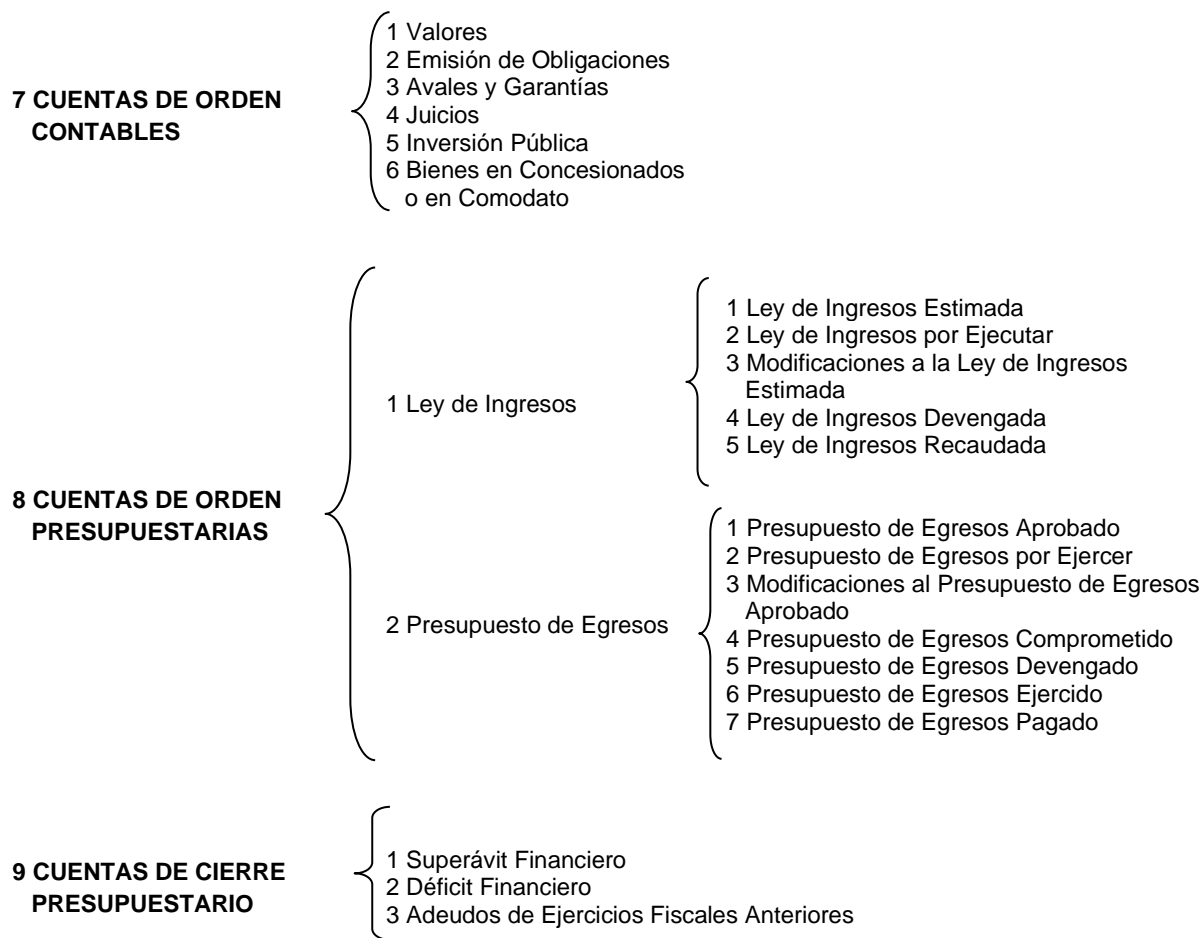 7 CUENTAS DE ORDEN
CONTABLES
1 Valores
2 Emisión de Obligaciones
3 Avales y Garantías
4 Juicios
5 Inversión Pública
6 Bienes en Concesionados
o en Comodato
8 CUENTAS DE ORDEN
PRESUPUESTARIAS
1 Ley de Ingresos
1 Ley de Ingresos Estimada
2 Ley de Ingresos por Ejecutar
3 Modificaciones a la Ley de Ingresos
Estimada
4 Ley de Ingresos Devengada
5 Ley de Ingresos Recaudada
2 Presupuesto de Egresos
1 Presupuesto de Egresos Aprobado
2 Presupuesto de Egresos por Ejercer
3 Modificaciones al Presupuesto de Egresos
Aprobado
4 Presupuesto de Egresos Comprometido
5 Presupuesto de Egresos Devengado
6 Presupuesto de Egresos Ejercido
7 Presupuesto de Egresos Pagado
9 CUENTAS DE CIERRE
PRESUPUESTARIO
1 Superávit Financiero
2 Déficit Financiero
3 Adeudos de Ejercicios Fiscales Anteriores